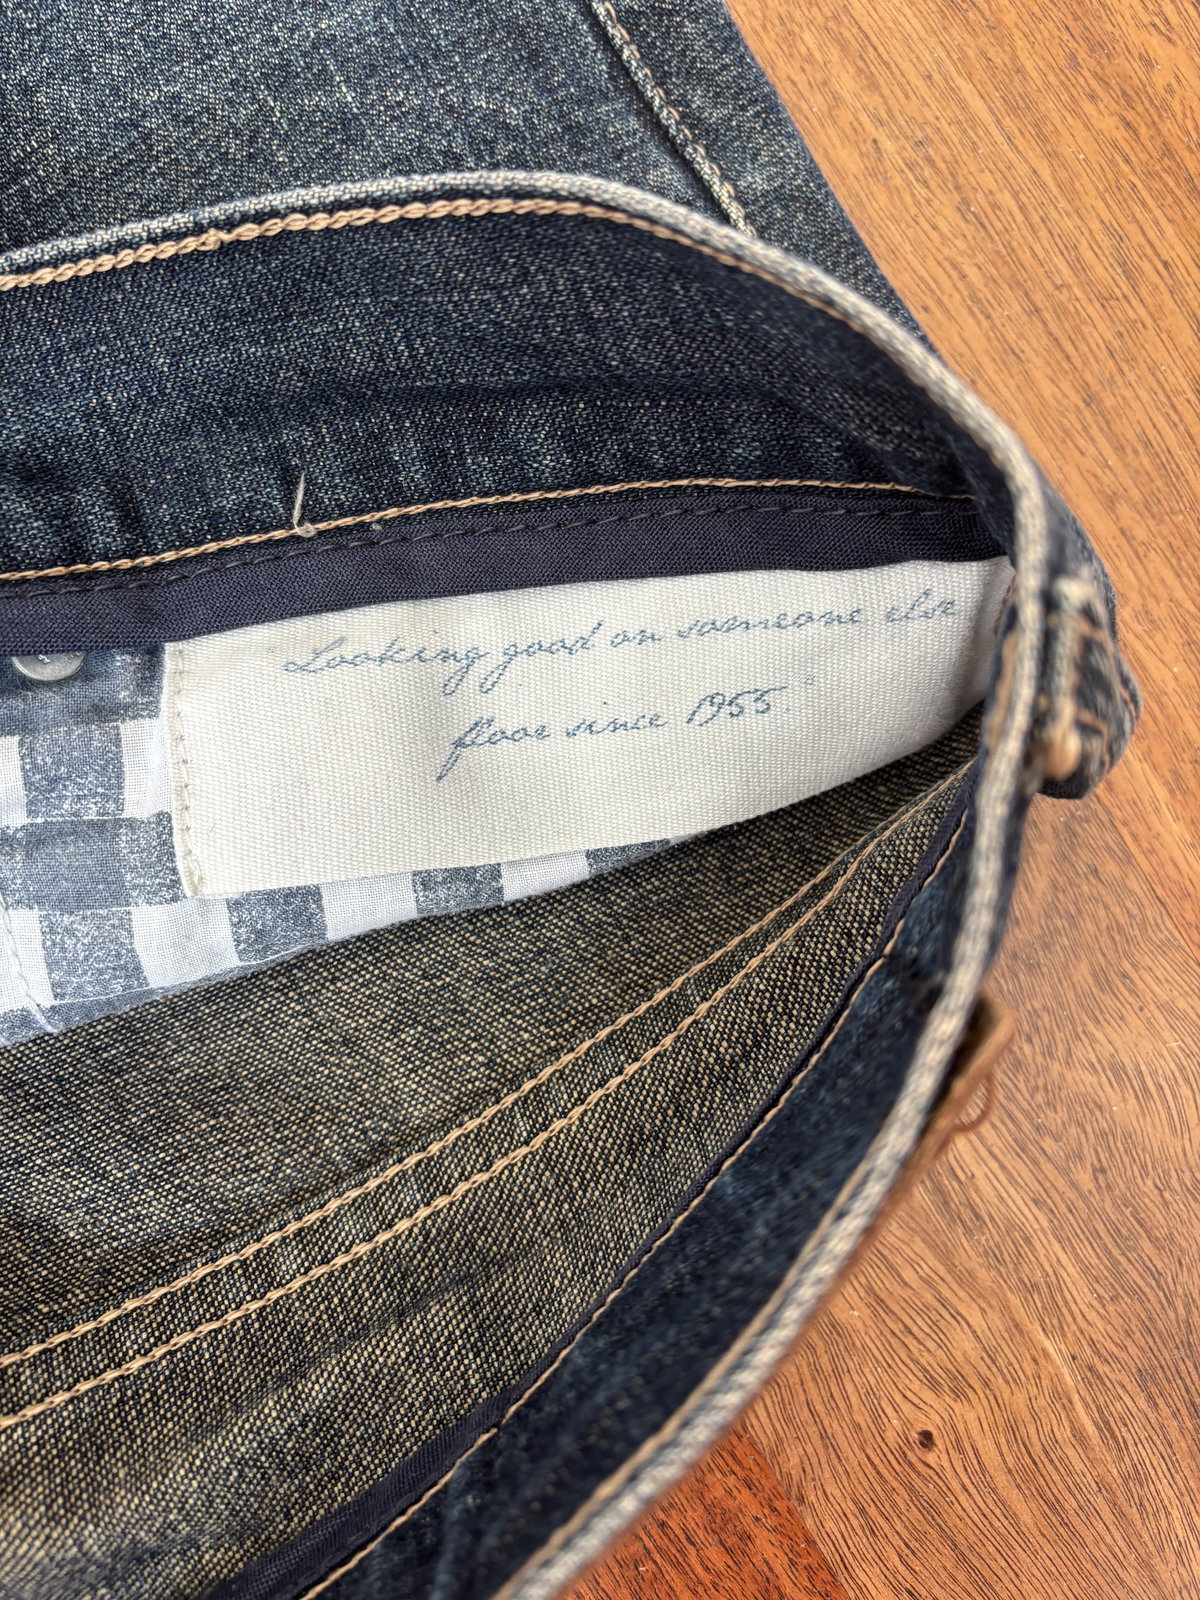 "Looking good on someone else
floor since 1955."